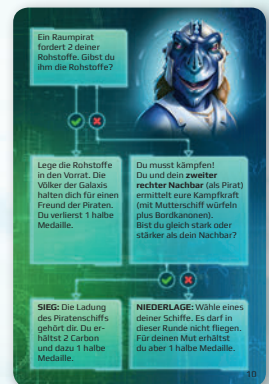 Ein Raumpirat
fordert 2 deiner
Rohstoffe. Gibst du
ihm die Rohstoffe?
Lege die Rohstoffe
in den Vorrat. Die
Völker der Galaxis
halten dich für einen
Freund der Piraten.
Du verlierst 1 halbe
Medaille.
Du musst kämpfen!
Du und dein zweiter
rechter Nachbar (als Pirat)
ermittelt eure Kampfkraft
(mit Mutterschiff würfeln
plus Bordkanonen).
Bist du gleich stark oder
stärker als dein Nachbar?
SIEG: Die Ladung
des Piratenschiffs
gehört dir. Du er-
hältst 2 Carbon
und dazu 1 halbe
Medaille.
NIEDERLAGE: Wähle eines
deiner Schiffe. Es darf in
dieser Runde nicht fliegen.
Für deinen Mut erhältst
du aber 1 halbe Medaille.
10